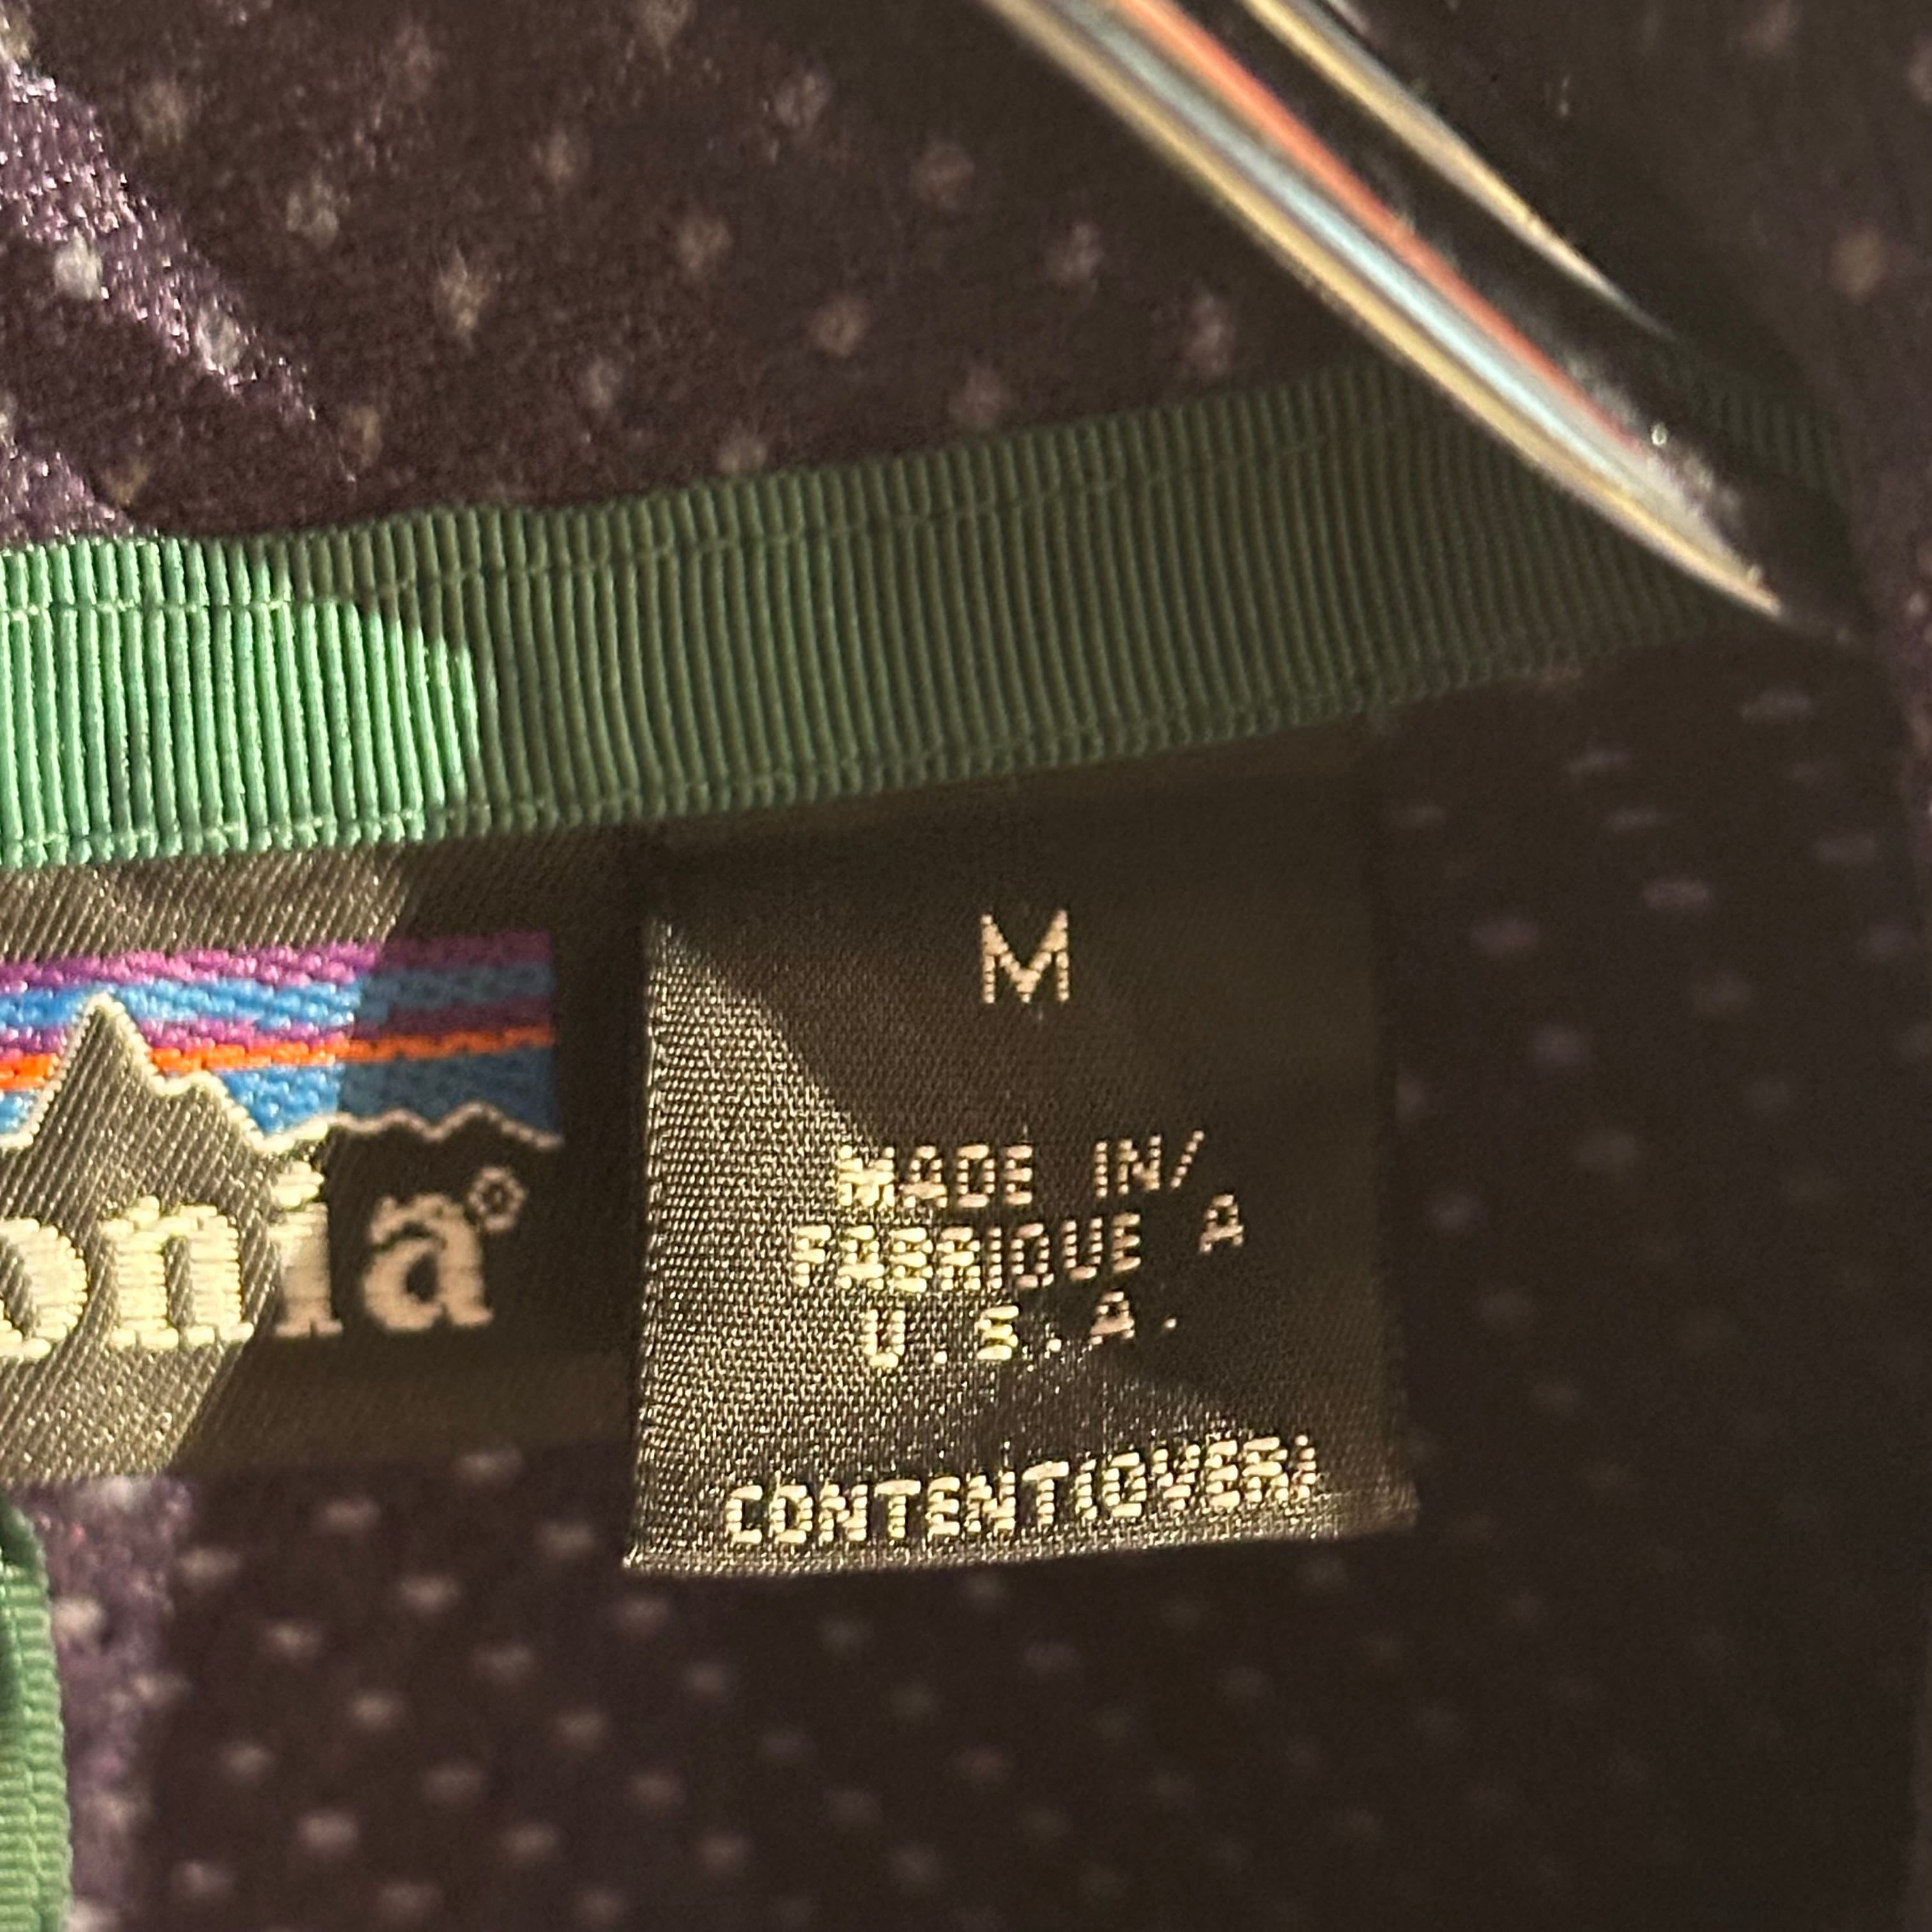 onia®
M
MADE IN/
FABRIQUE A
U.S.A.
CONTENT(OVER)